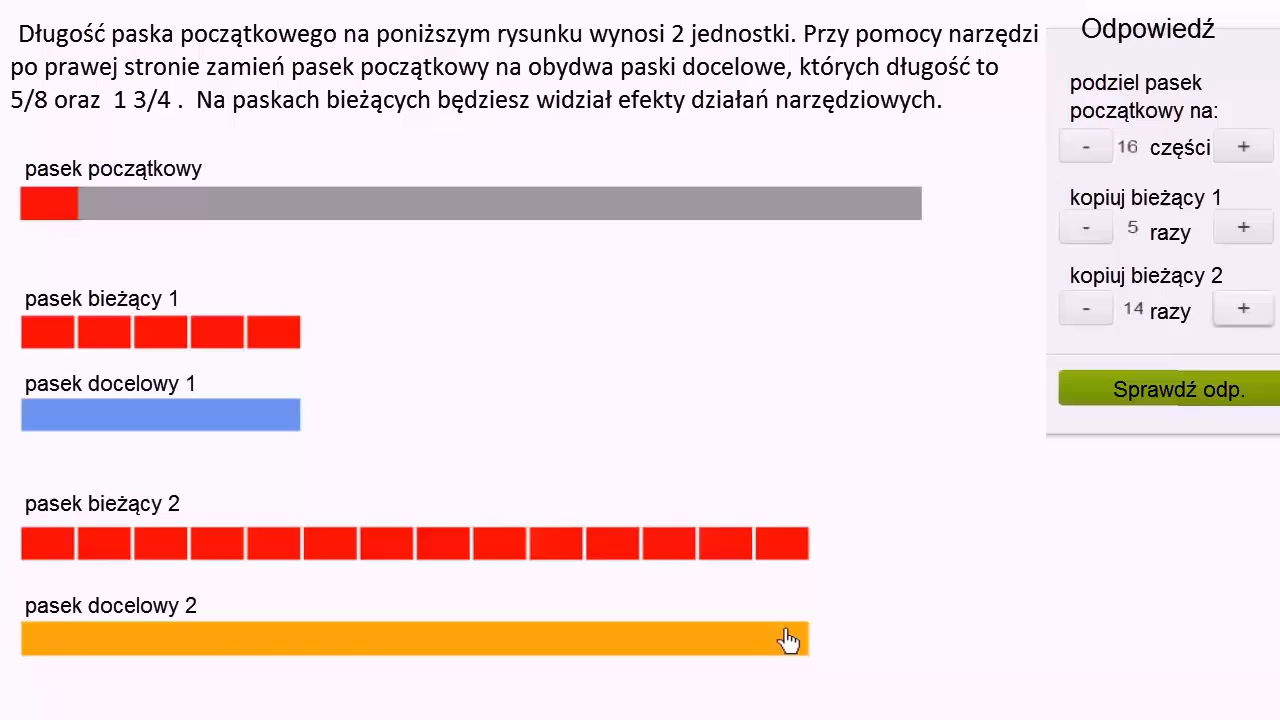 Długość paska początkowego na poniższym rysunku wynosi 2 jednostki. Przy pomocy narzędzi
po prawej stronie zamień pasek początkowy na obydwa paski docelowe, których długość to
5/8 oraz 1 3/4 . Na paskach bieżących będziesz widział efekty działań narzędziowych.
pasek początkowy
pasek bieżący 1
pasek docelowy 1
pasek bieżący 2
pasek docelowy 2
Odpowiedź
podziel pasek
początkowy na:
- 16 części +
kopiuj bieżący 1
- 5 razy +
kopiuj bieżący 2
- 14 razy +
Sprawdź odp.